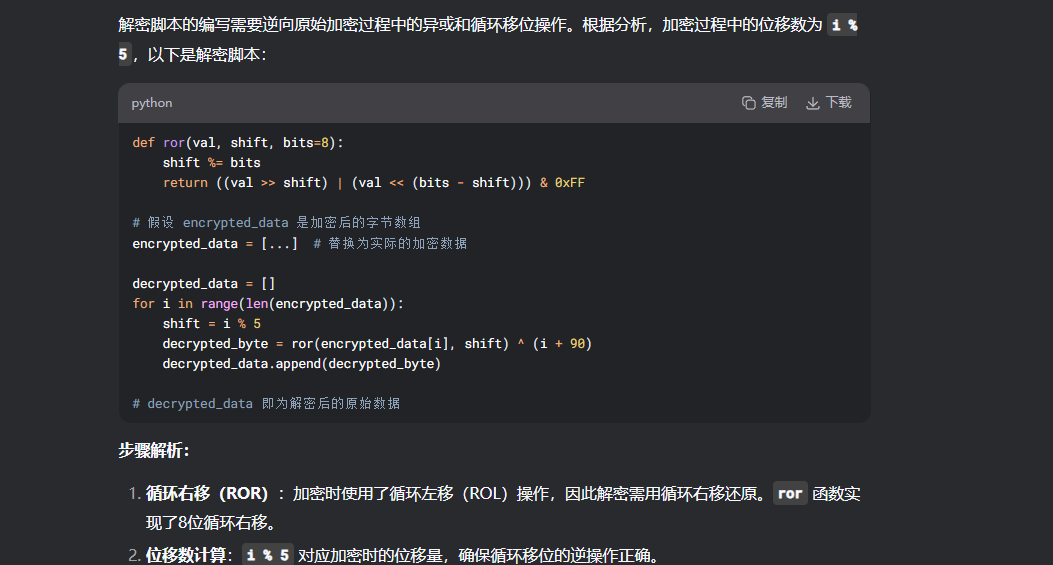 解密脚本的编写需要逆向原始加密过程中的异或和循环移位操作。根据分析，加密过程中的位移数为 i %
5，以下是解密脚本：
python 复制 下载
def ror(val, shift, bits=8):
    shift %= bits
    return ((val >> shift) | (val << (bits - shift))) & 0xFF

# 假设 encrypted_data 是加密后的字节数组
encrypted_data = [...]  # 替换为实际的加密数据

decrypted_data = []
for i in range(len(encrypted_data)):
    shift = i % 5
    decrypted_byte = ror(encrypted_data[i], shift) ^ (i + 90)
    decrypted_data.append(decrypted_byte)

# decrypted_data 即为解密后的原始数据
步骤解析：
1. 循环右移（ROR）：加密时使用了循环左移（ROL）操作，因此解密需用循环右移还原。ror 函数实
现了8位循环右移。
2. 位移数计算：i % 5 对应加密时的位移量，确保循环移位的逆操作正确。